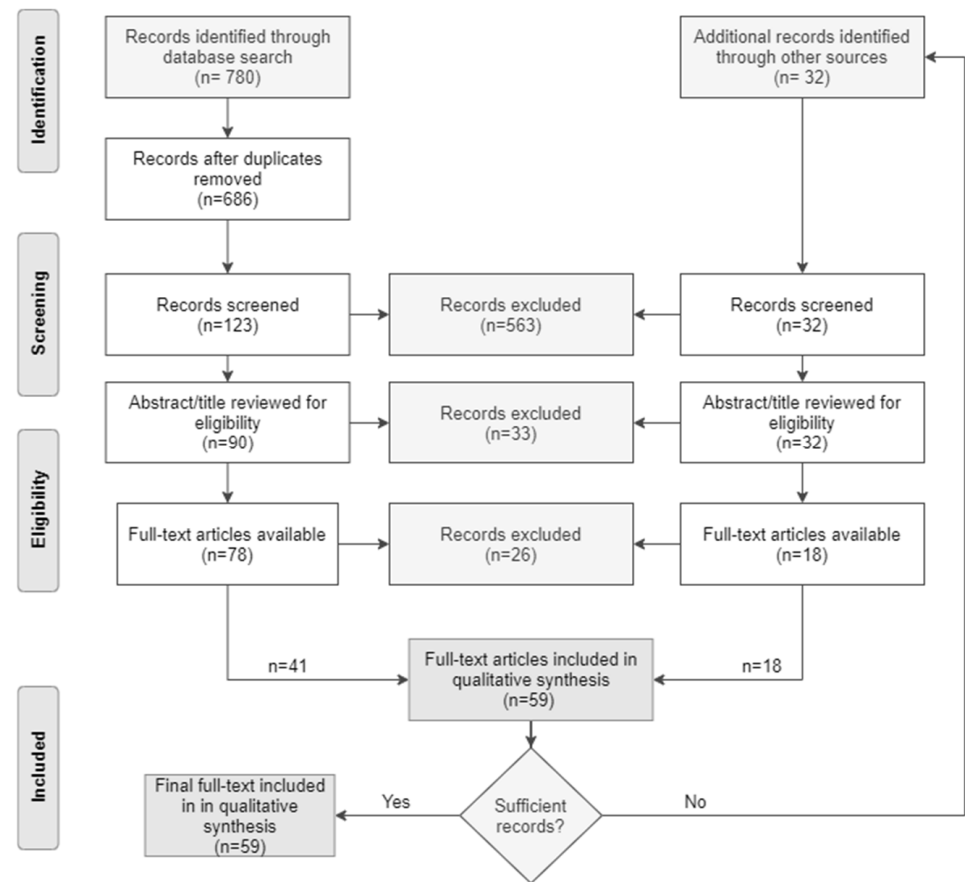 Identification
Records identified through
database search
(n= 780)
Additional records identified
through other sources
(n= 32)
Records after duplicates
removed
(n=686)
Screening
Records screened
(n=123)
Records excluded
(n=563)
Records screened
(n=32)
Abstract/title reviewed for
eligibility
(n=90)
Records excluded
(n=33)
Abstract/title reviewed for
eligibility
(n=32)
Eligibility
Full-text articles available
(n=78)
Records excluded
(n=26)
Full-text articles available
(n=18)
n=41
Full-text articles included in
qualitative synthesis
(n=59)
n=18
Included
Final full-text included
in in qualitative
synthesis
(n=59)
Yes
Sufficient
records?
No